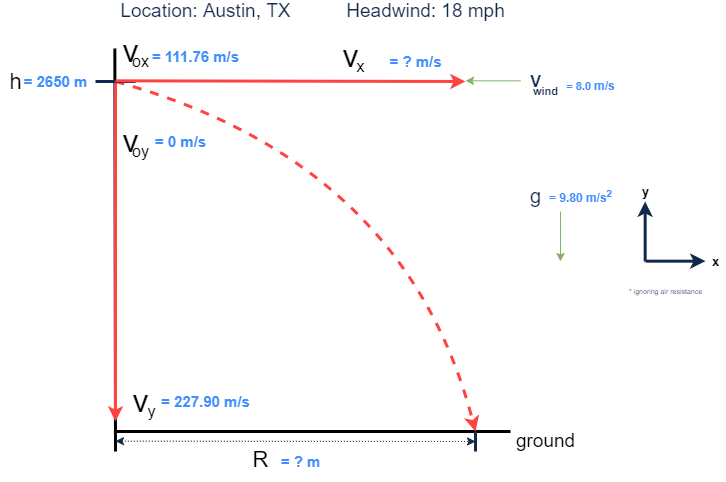 Location: Austin, TX Headwind: 18 mph
Vox = 111.76 m/s Vx = ? m/s
h = 2650 m Vwind = 8.0 m/s
Voy = 0 m/s
g = 9.80 m/s² y
x
* ignoring air resistance
Vy = 227.90 m/s
ground
R = ? m